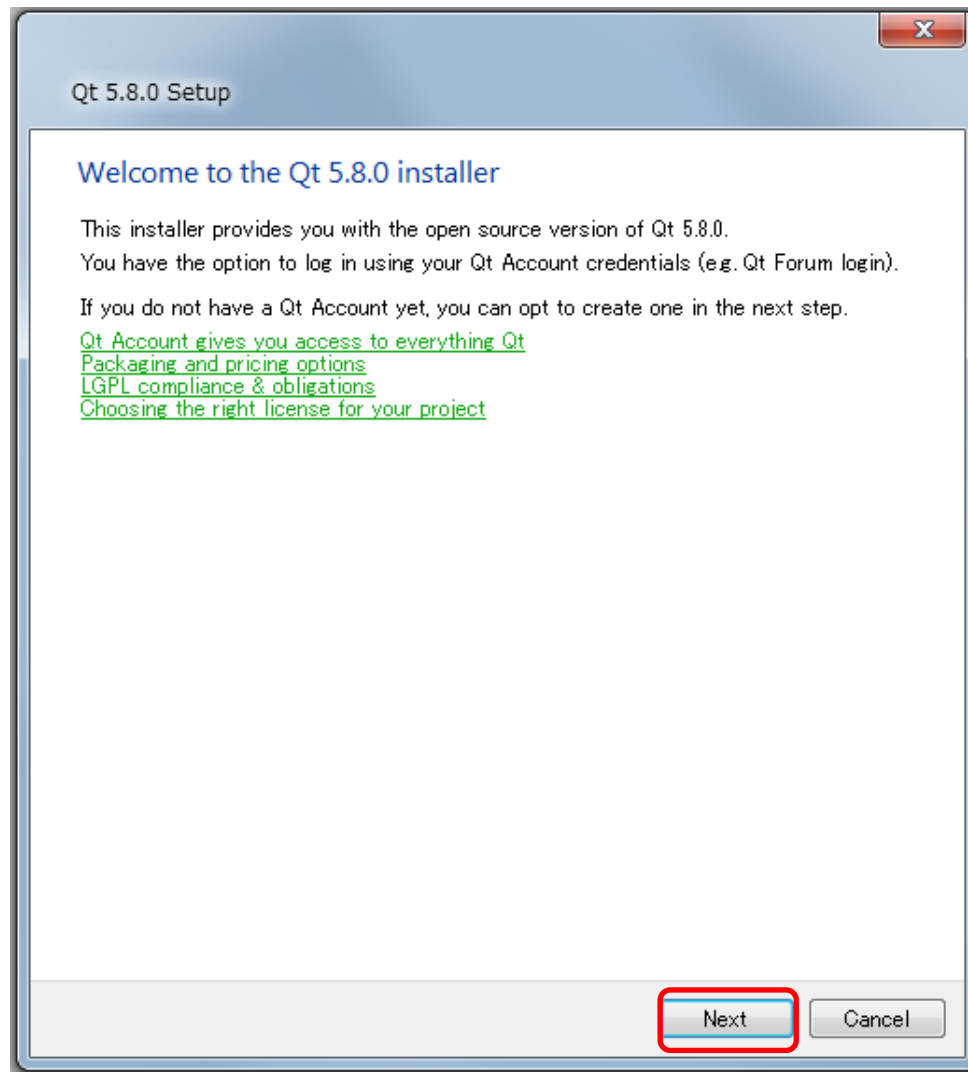 Qt 5.8.0 Setup
Welcome to the Qt 5.8.0 installer
This installer provides you with the open source version of Qt 5.8.0.
You have the option to log in using your Qt Account credentials (eg. Qt Forum login).
If you do not have a Qt Account yet, you can opt to create one in the next step.
Qt Account gives you access to everything Qt
Packaging and pricing options
LGPL compliance & obligations
Choosing the right license for your project
Next
Cancel